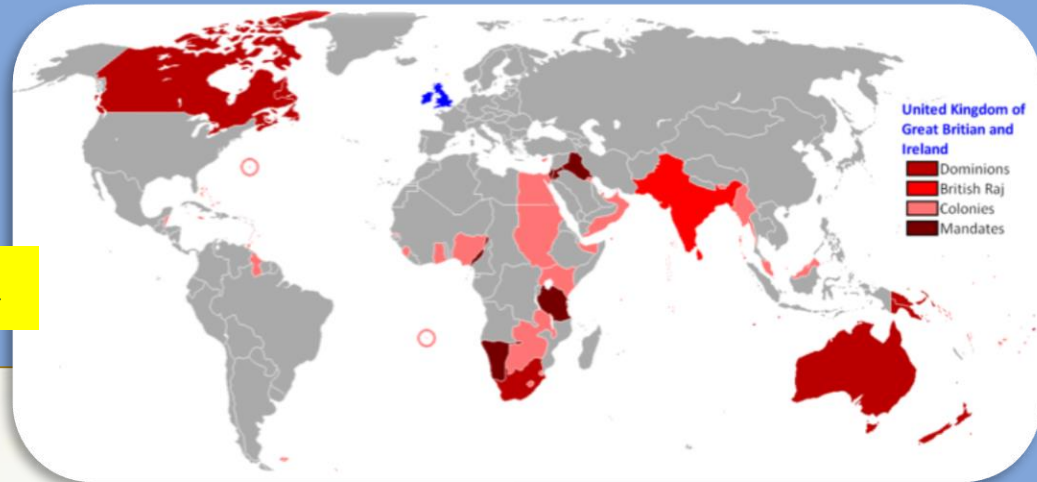 United Kingdom of
Great Britian and
Ireland
Dominions
British Raj
Colonies
Mandates